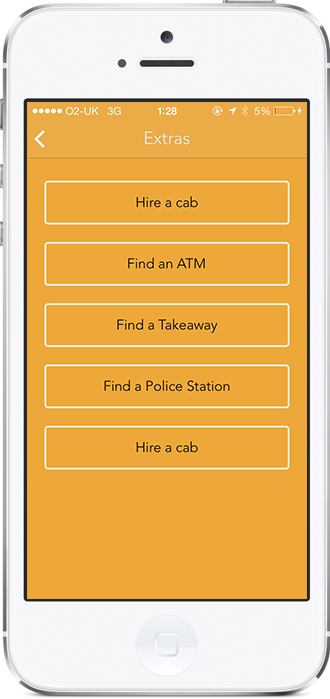 O2-UK 3G 1:28 5%
Extras
Hire a cab
Find an ATM
Find a Takeaway
Find a Police Station
Hire a cab